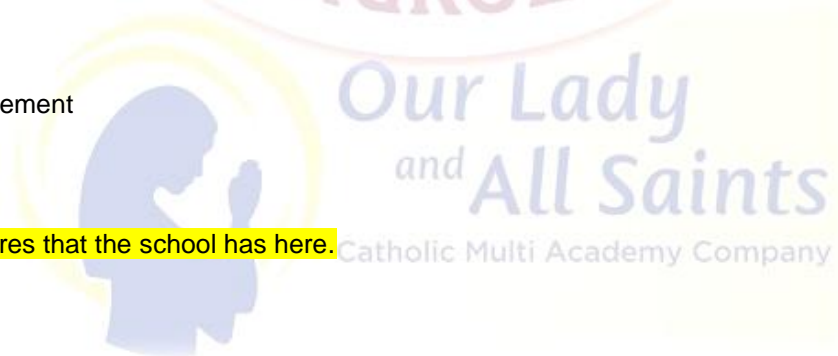 ement
Our Lady
and All Saints
res that the school has here.
Catholic Multi Academy Company